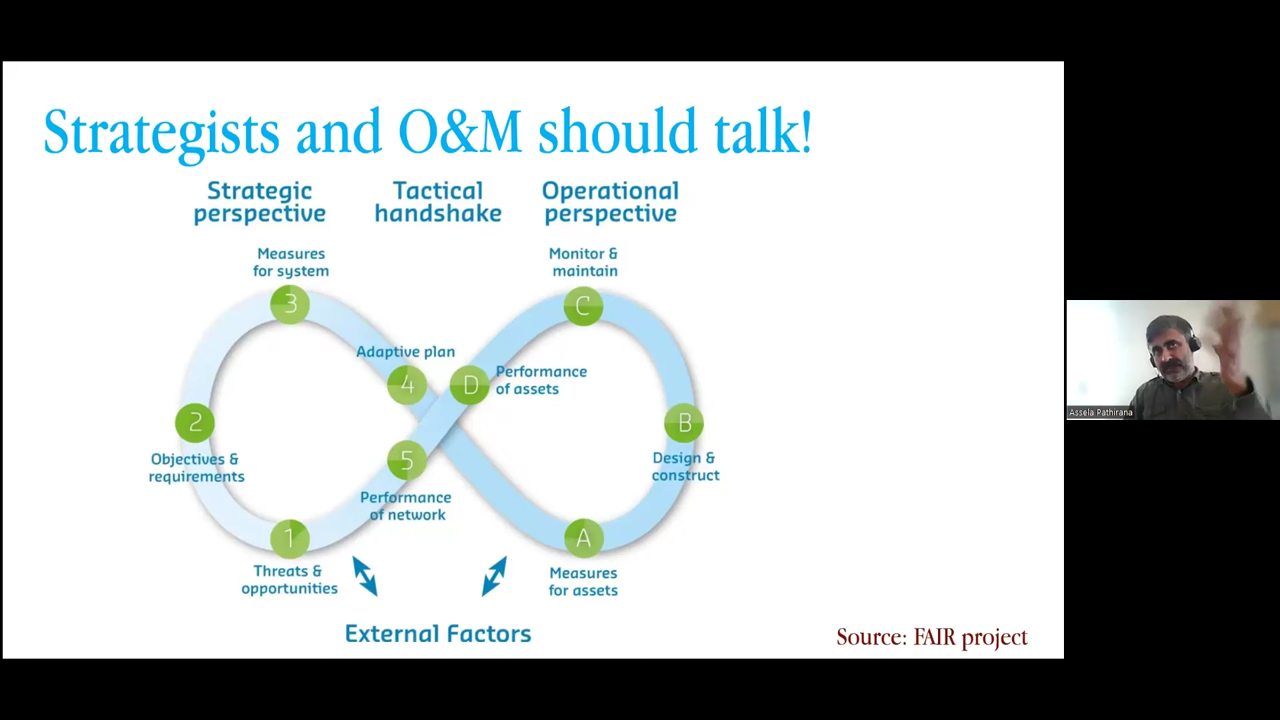 Strategists and O&M should talk!
Strategic
perspective
Tactical
handshake
Operational
perspective
Measures
for system
Monitor &
maintain
3
C
Adaptive plan
4
D
Performance
of assets
2
B
Objectives &
requirements
Design &
construct
5
Performance
of network
1
A
Threats &
opportunities
Measures
for assets
External Factors
Source: FAIR project
Assela Pathirana